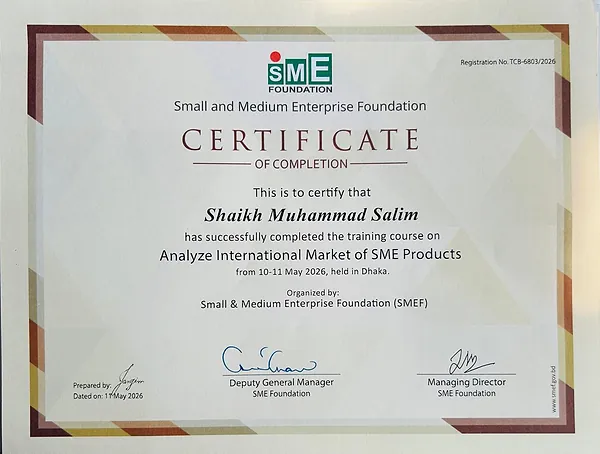 Registration No. TCB-6803/2026
SME
FOUNDATION
Small and Medium Enterprise Foundation
CERTIFICATE
OF COMPLETION
This is to certify that
Shaikh Muhammad Salim
has successfully completed the training course on
Analyze International Market of SME Products
from 10-11 May 2026, held in Dhaka.
Organized by:
Small & Medium Enterprise Foundation (SMEF)
Prepared by:
Dated on: 11 May 2026
Deputy General Manager
SME Foundation
Managing Director
SME Foundation
www.smef.gov.bd